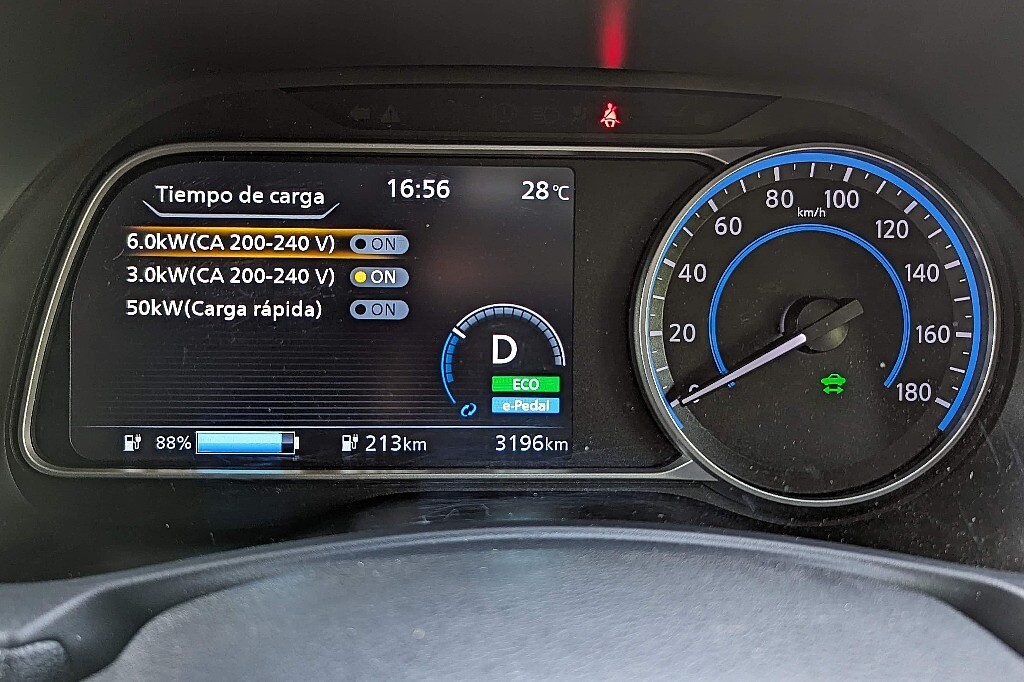 Tiempo de carga
16:56
28°C
6.0kW(CA 200-240 V) ON
3.0kW(CA 200-240 V) ON
50kW(Carga rápida) ON
D
ECO
e-Pedal
88%
213km
3196km
0
20
40
60
80
100
120
140
160
180
km/h